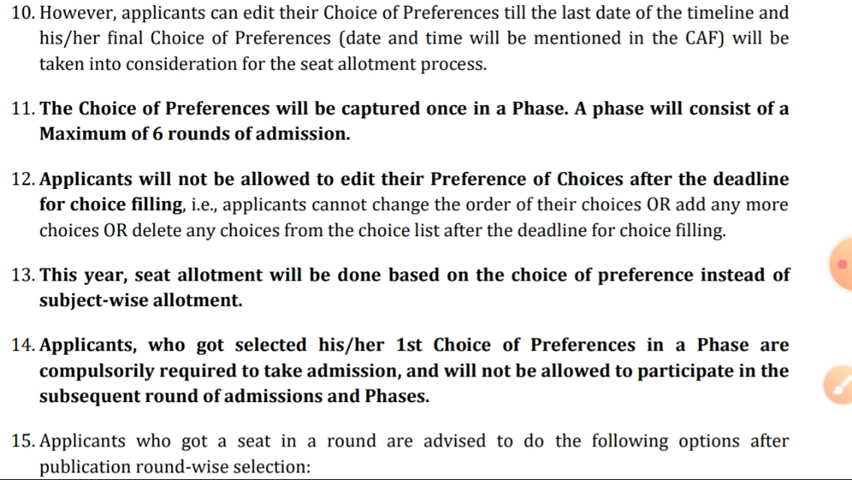 10. However, applicants can edit their Choice of Preferences till the last date of the timeline and
his/her final Choice of Preferences (date and time will be mentioned in the CAF) will be
taken into consideration for the seat allotment process.
11. The Choice of Preferences will be captured once in a Phase. A phase will consist of a
Maximum of 6 rounds of admission.
12. Applicants will not be allowed to edit their Preference of Choices after the deadline
for choice filling, i.e., applicants cannot change the order of their choices OR add any more
choices OR delete any choices from the choice list after the deadline for choice filling.
13. This year, seat allotment will be done based on the choice of preference instead of
subject-wise allotment.
14. Applicants, who got selected his/her 1st Choice of Preferences in a Phase are
compulsorily required to take admission, and will not be allowed to participate in the
subsequent round of admissions and Phases.
15. Applicants who got a seat in a round are advised to do the following options after
publication round-wise selection: